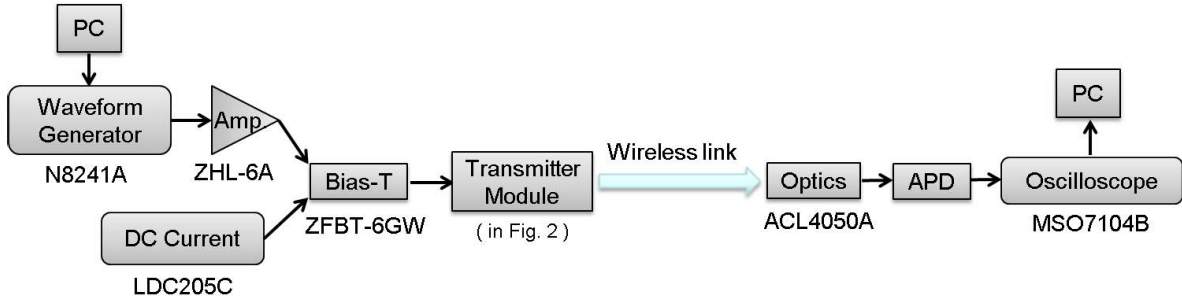 PC
Waveform
Generator
N8241A
Amp.
ZHL-6A
DC Current
LDC205C
Bias-T
ZFBT-6GW
Transmitter
Module
( in Fig. 2 )
Wireless link
Optics
ACL4050A
APD
PC
Oscilloscope
MSO7104B